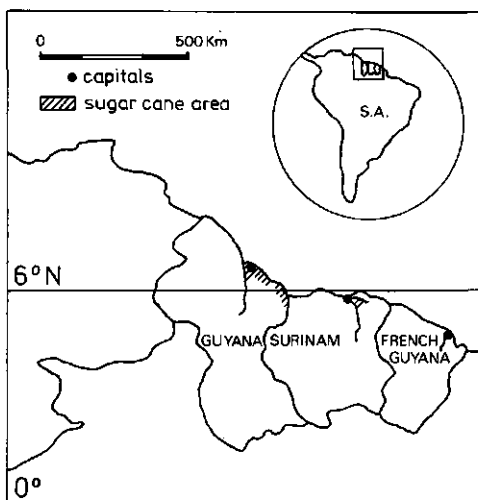 0 500 Km
capitals
sugar cane area
S.A.
6°N
GUYANA SURINAM FRENCH
GUYANA
0°